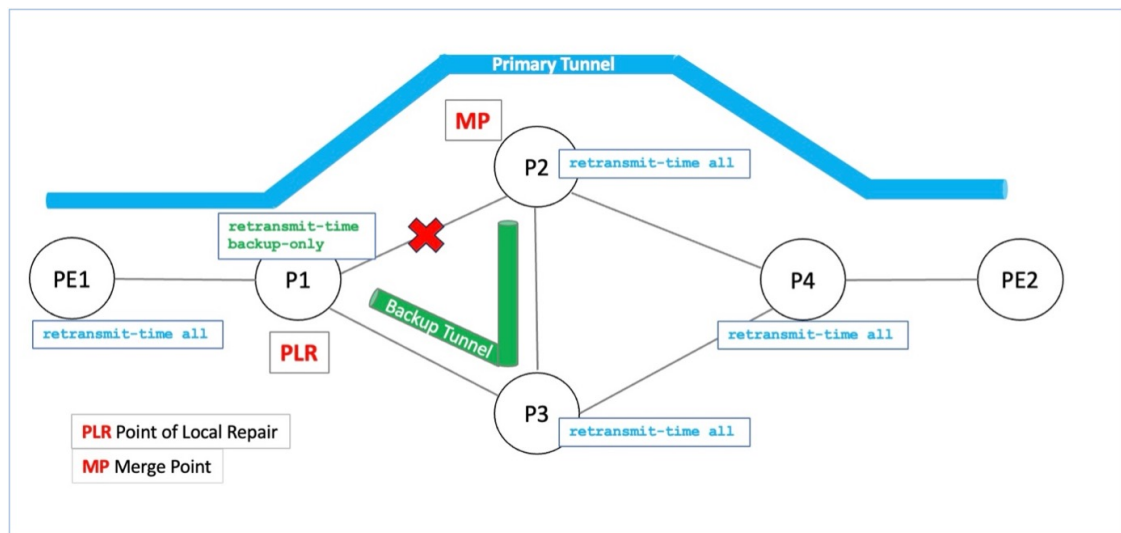 Primary Tunnel
MP
P2
retransmit-time all
retransmit-time
backup-only
PE1
P1
P4
PE2
retransmit-time all
Backup Tunnel
retransmit-time all
PLR
P3
retransmit-time all
PLR Point of Local Repair
MP Merge Point